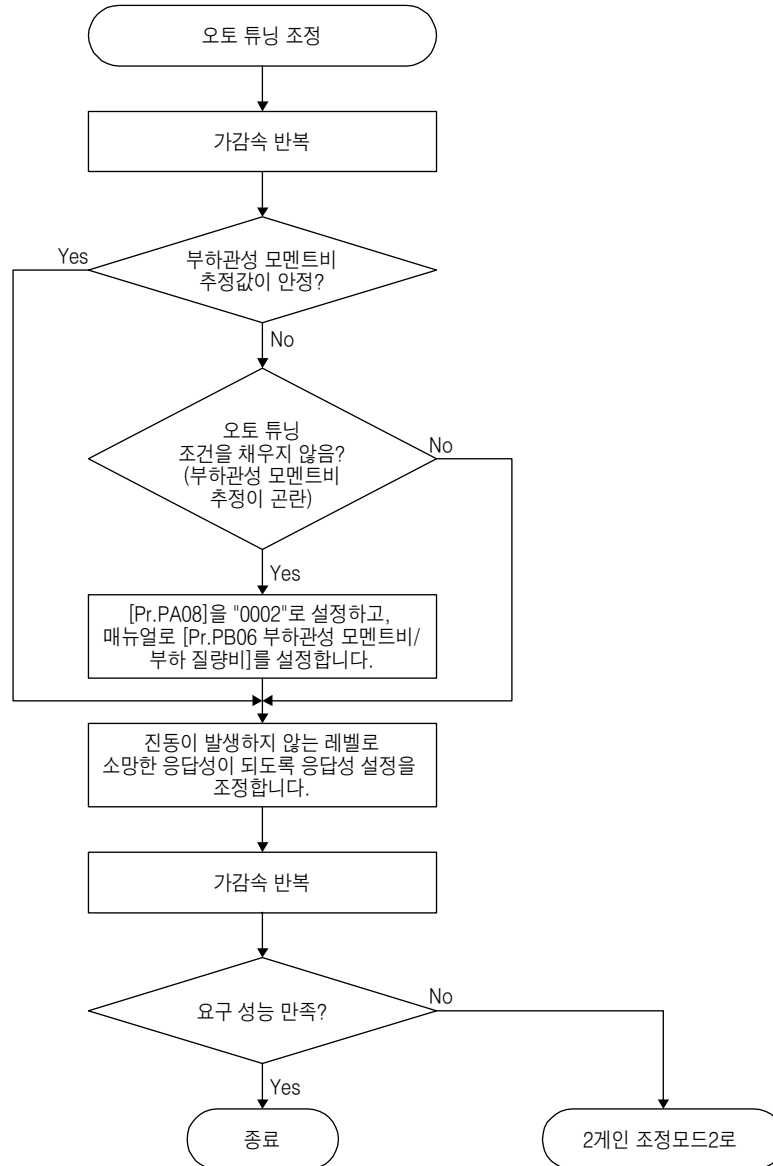 오토 튜닝 조정
가감속 반복
Yes
부하관성 모멘트비
추정값이 안정?
No
오토 튜닝
조건을 채우지 않음?
(부하관성 모멘트비
추정이 곤란)
No
Yes
[Pr.PA08]을 "0002"로 설정하고,
매뉴얼로 [Pr.PB06 부하관성 모멘트비/
부하 질량비]를 설정합니다.
진동이 발생하지 않는 레벨로
소망한 응답성이 되도록 응답성 설정을
조정합니다.
가감속 반복
요구 성능 만족?
No
Yes
종료
2게인 조정모드2로